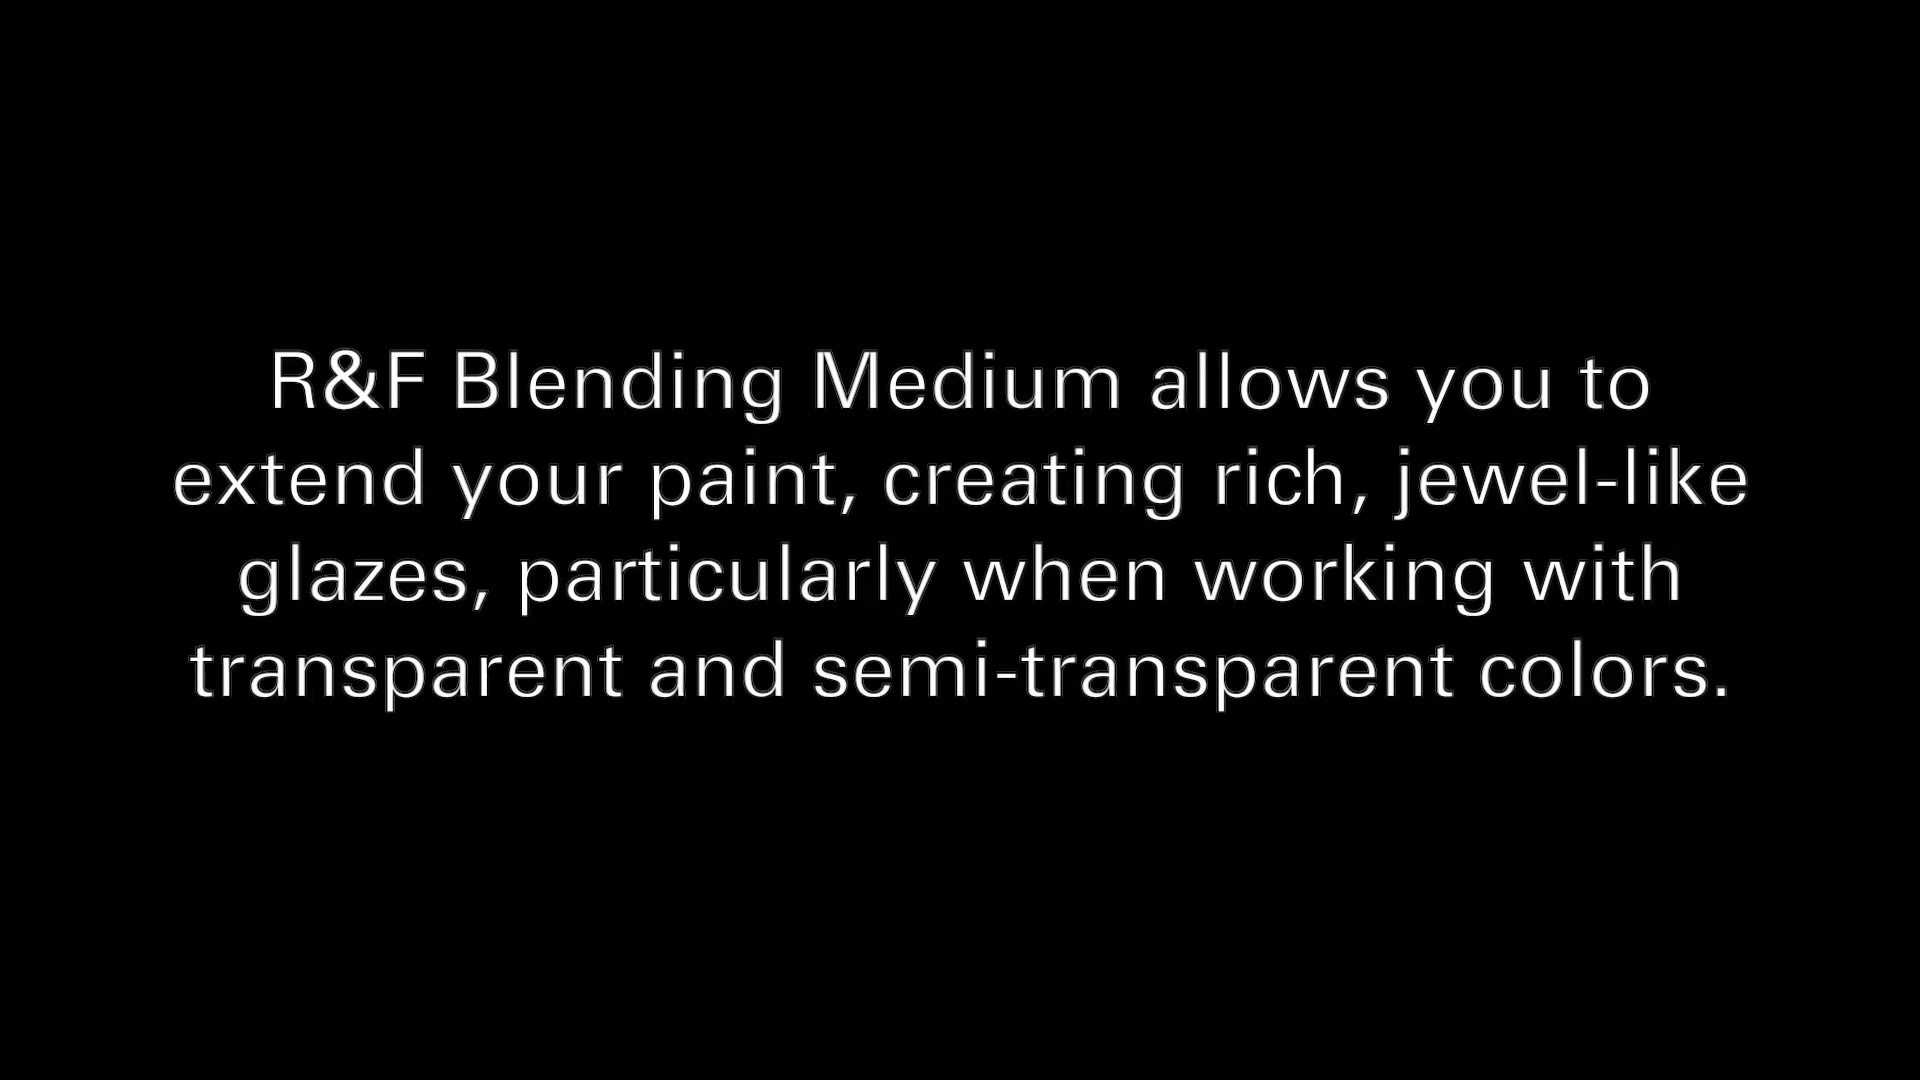 R&F Blending Medium allows you to
extend your paint, creating rich, jewel-like
glazes, particularly when working with
transparent and semi-transparent colors.